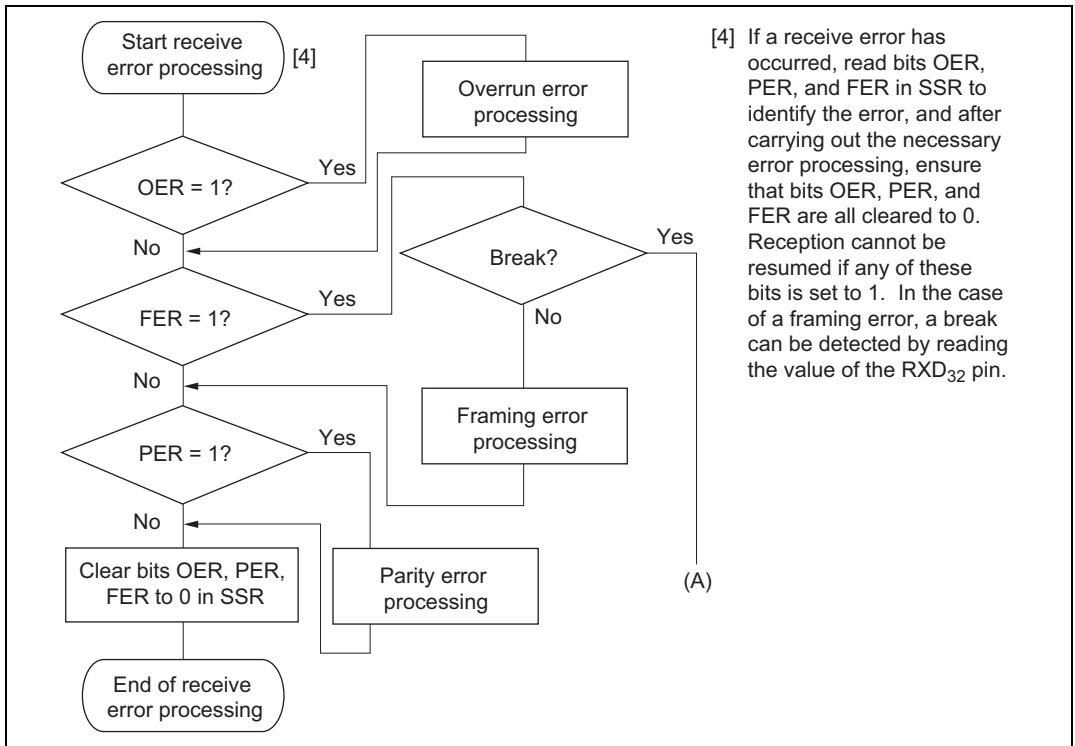 Start receive
error processing
[4]
Overrun error
processing
Yes
OER = 1?
No
Break?
Yes
Yes
FER = 1?
No
No
Framing error
processing
Yes
PER = 1?
No
Clear bits OER, PER,
FER to 0 in SSR
Parity error
processing
(A)
End of receive
error processing
[4] If a receive error has
occurred, read bits OER,
PER, and FER in SSR to
identify the error, and after
carrying out the necessary
error processing, ensure
that bits OER, PER, and
FER are all cleared to 0.
Reception cannot be
resumed if any of these
bits is set to 1. In the case
of a framing error, a break
can be detected by reading
the value of the RXD32 pin.